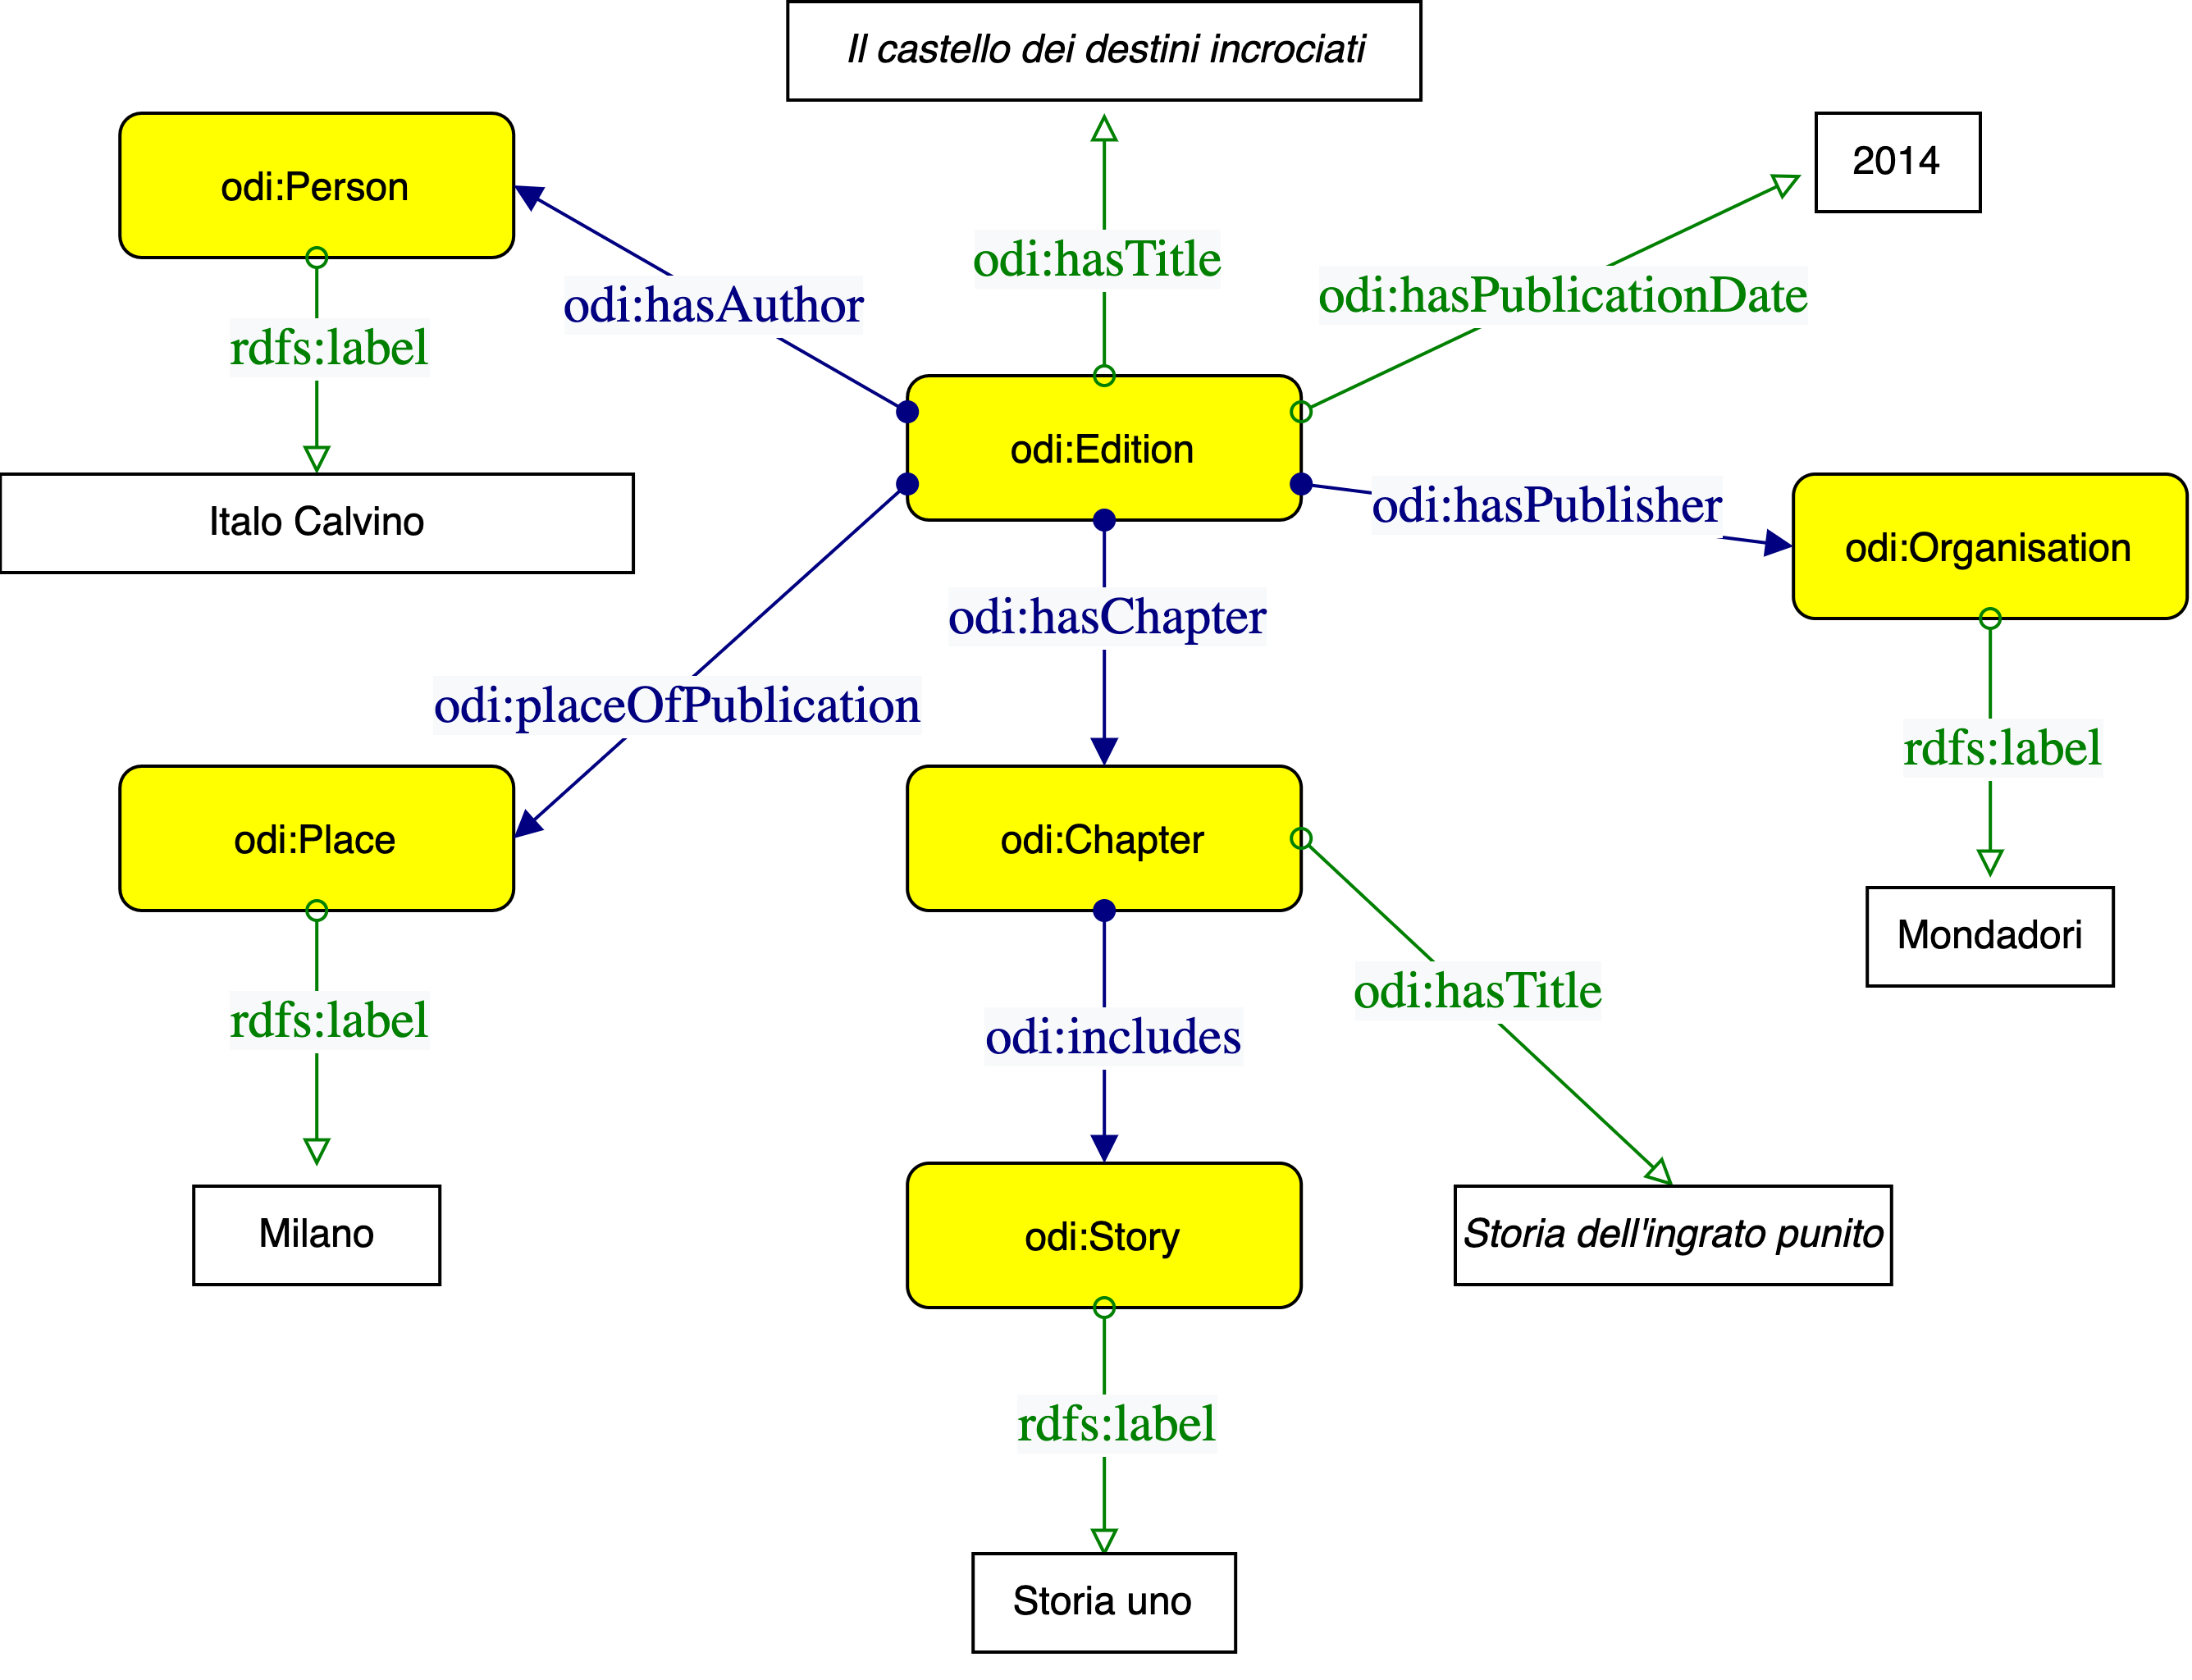 Il castello dei destini incrociati
2014
odi:Person
odi:hasTitle
odi:hasPublicationDate
odi:hasAuthor
rdfs:label
odi:Edition
Italo Calvino
odi:hasPublisher
odi:Organisation
odi:hasChapter
odi:placeOfPublication
rdfs:label
odi:Place
odi:Chapter
Mondadori
odi:hasTitle
rdfs:label
odi:includes
Milano
odi:Story
Storia dell'ingrato punito
rdfs:label
Storia uno